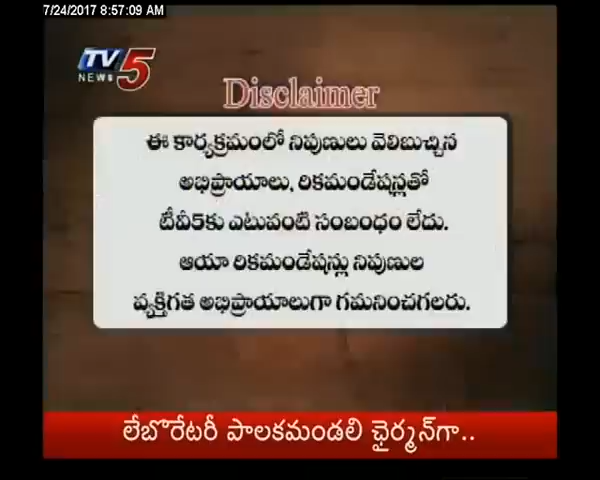 7/24/2017 8:57:09 AM
TV5
NEWS
Disclaimer
ఈ కార్యక్రమంలో నిపుణులు వెలిబుచ్చిన
అభిప్రాయాలు, రికమండేషన్లతో
టీవీ5కు ఎటువంటి సంబంధం లేదు.
ఆయా రికమండేషన్లు నిపుణుల
వ్యక్తిగత అభిప్రాయాలుగా గమనించగలరు.
లేబొరేటరీ పాలకమండలి ఛైర్మన్‌గా..